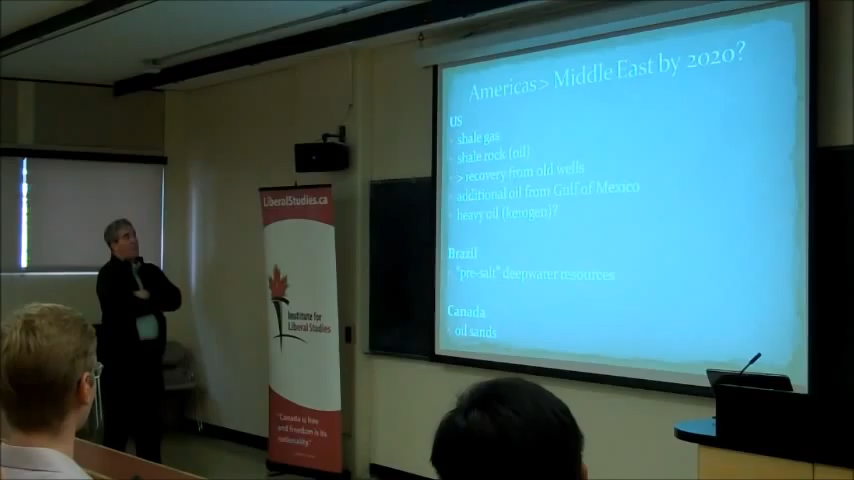 Americas > Middle East by 2020?
US
shale gas
shale rock (oil)
> recovery from old wells
additional oil from Gulf of Mexico
heavy oil (kerogen)?
Brazil
"pre-salt" deepwater resources
Canada
oil sands
LiberalStudies.ca
Institute for
Liberal Studies
"Canada is free
and freedom is its
nationality."